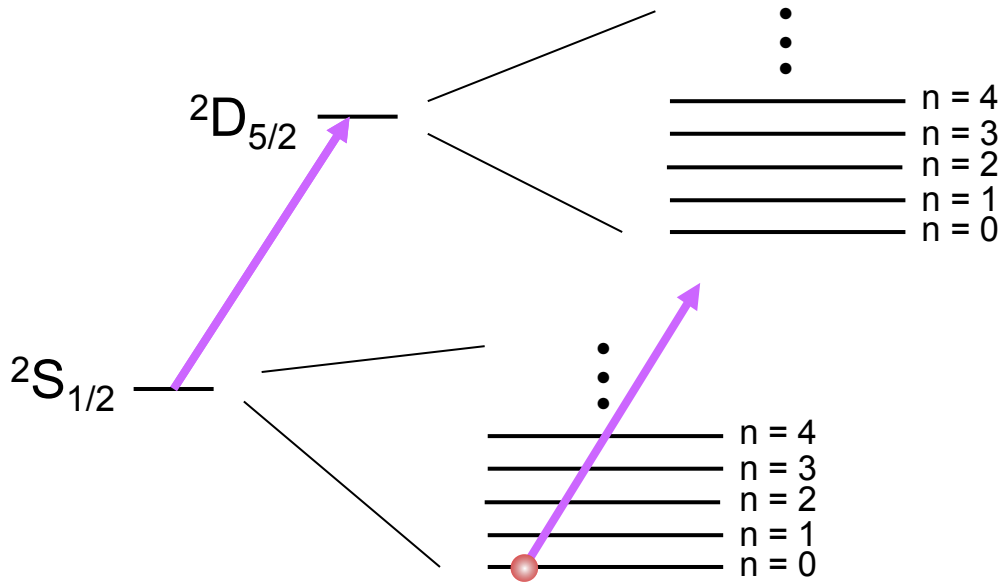 ²D₅/₂
n = 4
n = 3
n = 2
n = 1
n = 0
²S₁/₂
n = 4
n = 3
n = 2
n = 1
n = 0